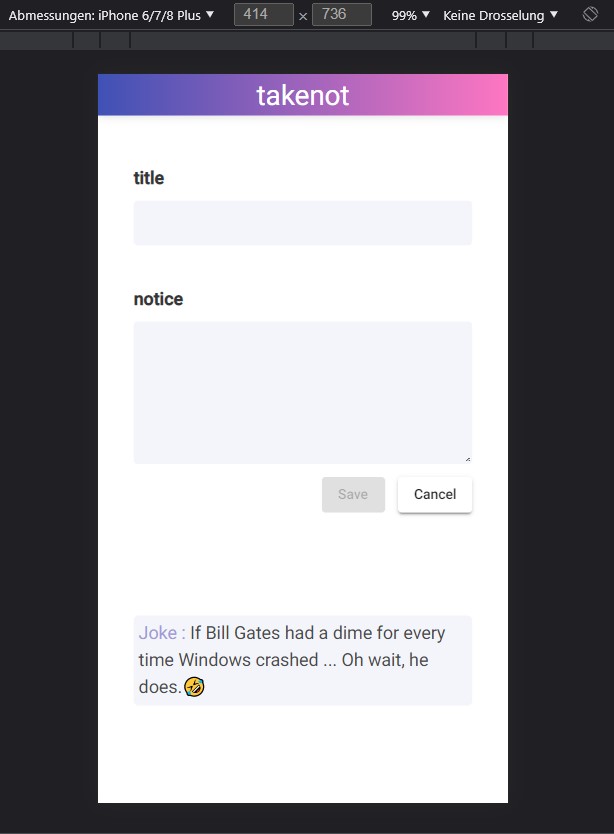 Abmessungen: iPhone 6/7/8 Plus ▼ 414 × 736 99% ▼ Keine Drosselung ▼
takenot
title
notice
Save Cancel
Joke : If Bill Gates had a dime for every
time Windows crashed ... Oh wait, he
does.🤣